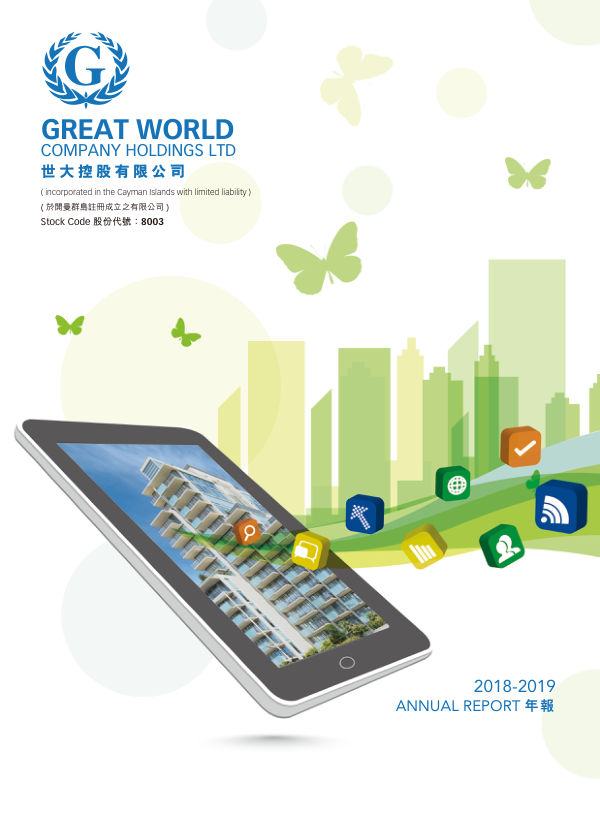 G
GREAT WORLD
COMPANY HOLDINGS LTD
世大控股有限公司
( incorporated in the Cayman Islands with limited liability )
( 於開曼群島註冊成立之有限公司 )
Stock Code 股份代號：8003
2018-2019
ANNUAL REPORT 年報